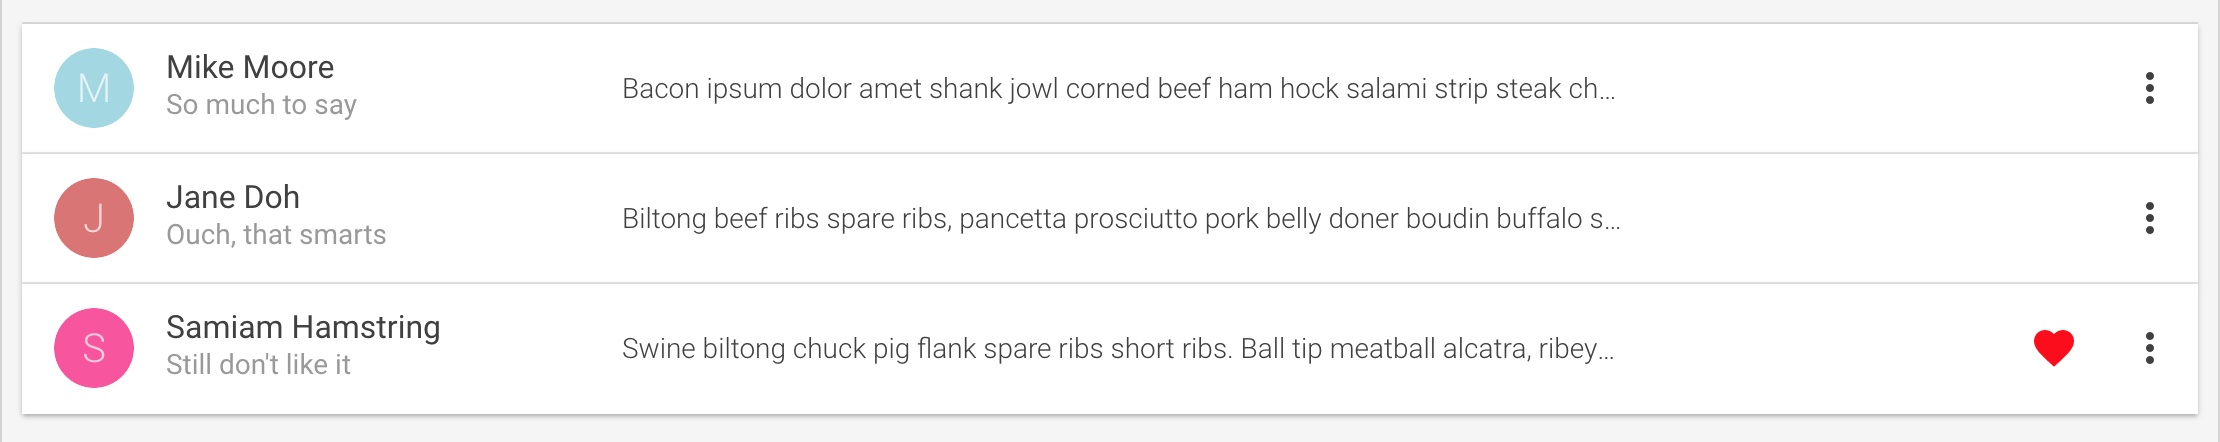 M
Mike Moore
So much to say
Bacon ipsum dolor amet shank jowl corned beef ham hock salami strip steak ch...
J
Jane Doh
Ouch, that smarts
Biltong beef ribs spare ribs, pancetta prosciutto pork belly doner boudin buffalo s...
S
Samiam Hamstring
Still don't like it
Swine biltong chuck pig flank spare ribs short ribs. Ball tip meatball alcatra, ribey...